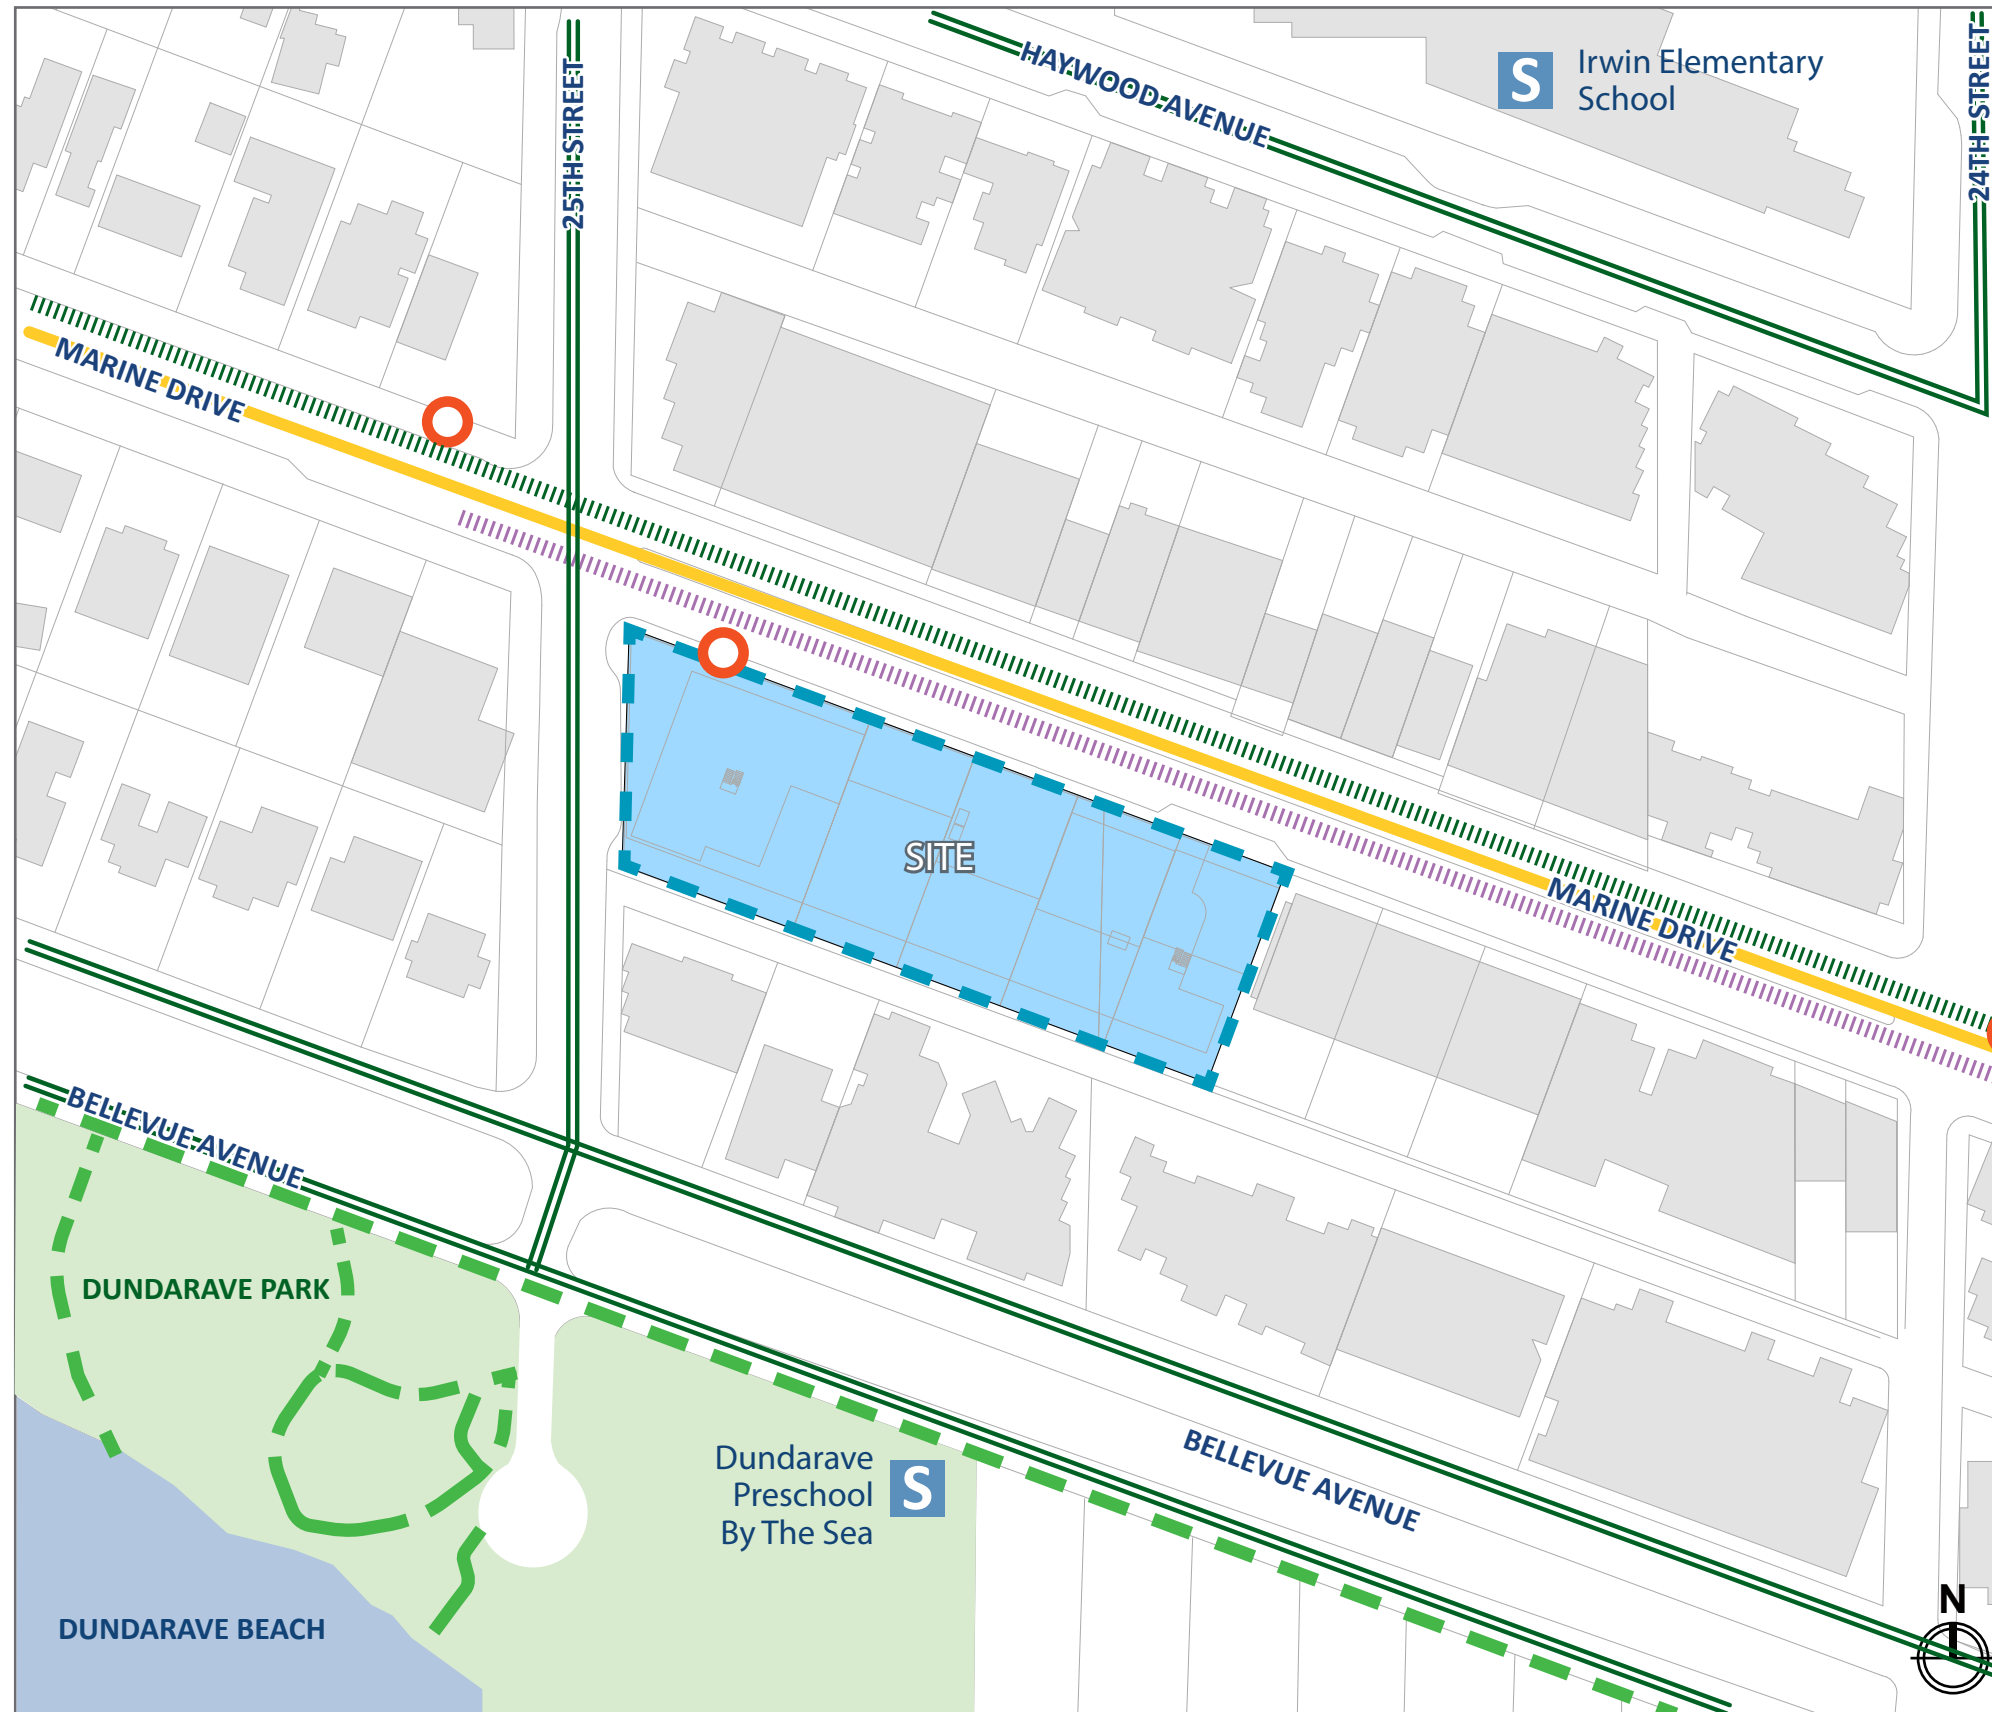 HAYWOOD AVENUE
S
Irwin Elementary
School
25TH STREET
24TH STREET
MARINE DRIVE
SITE
MARINE DRIVE
BELLEVUE AVENUE
DUNDARAVE PARK
Dundarave
Preschool
By The Sea
S
BELLEVUE AVENUE
DUNDARAVE BEACH
N